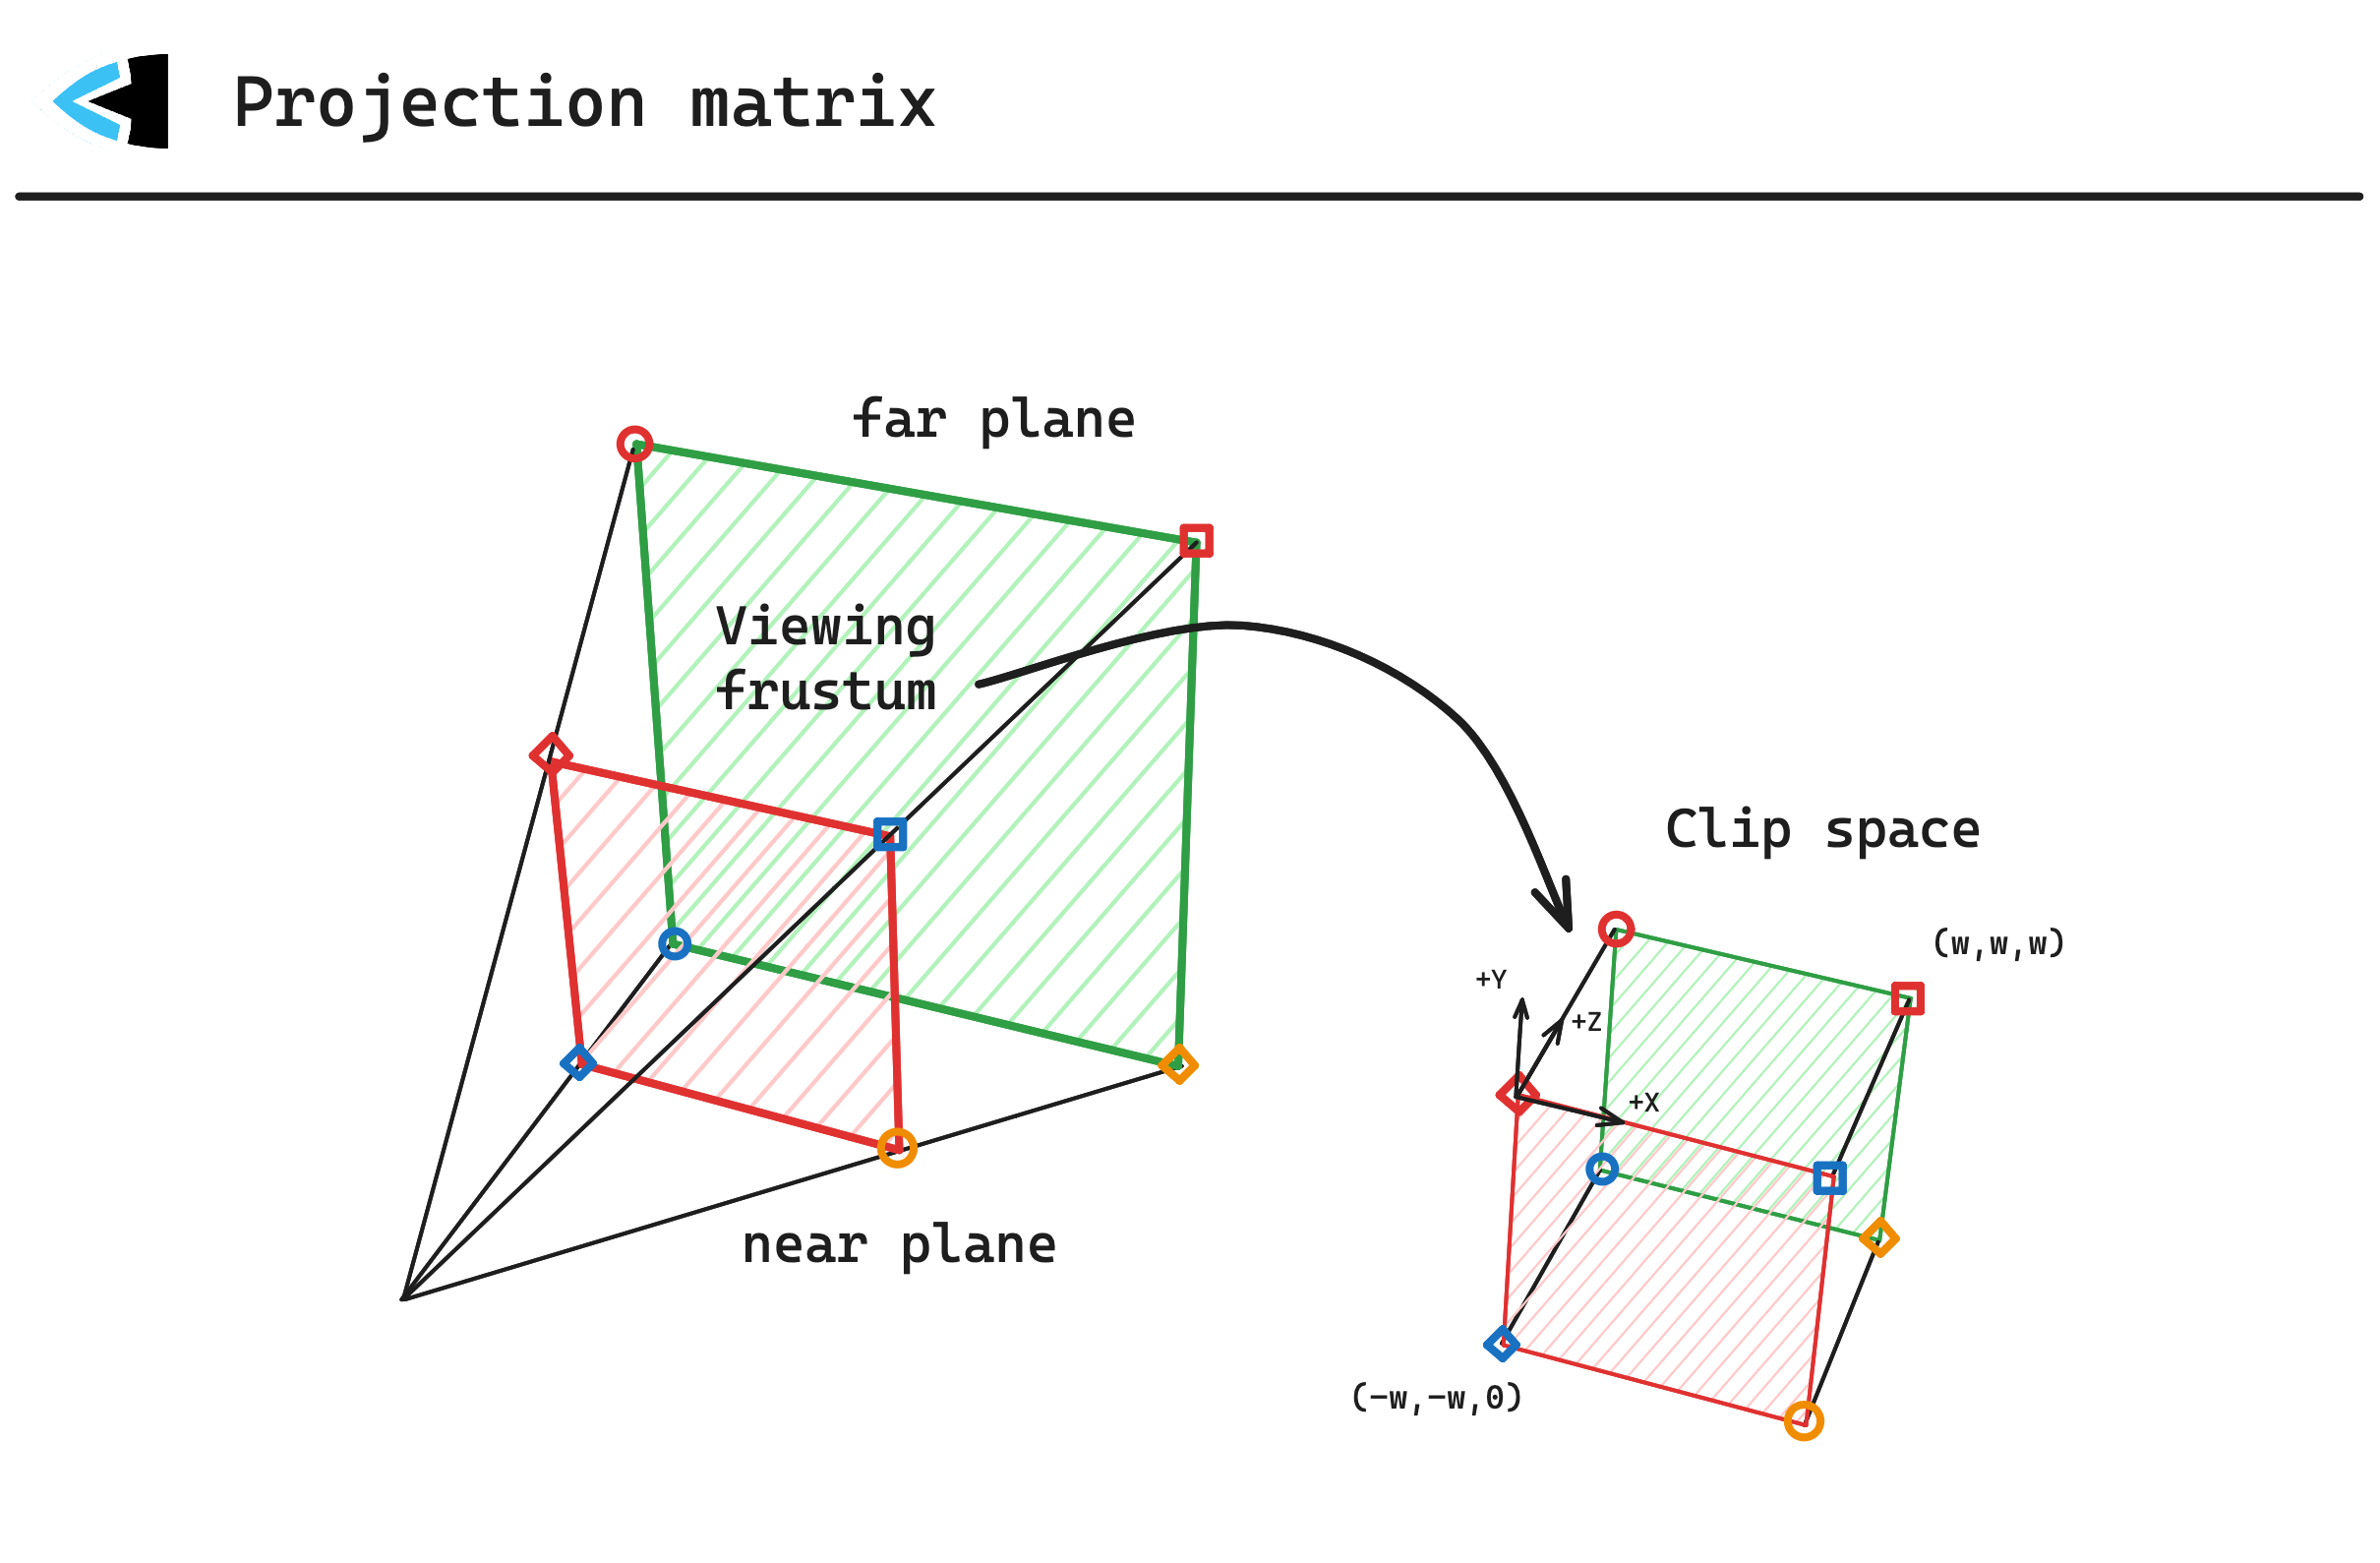 Projection matrix
far plane
Viewing
frustum
Clip space
(w,w,w)
+Y
+Z
+X
near plane
(-w,-w,0)